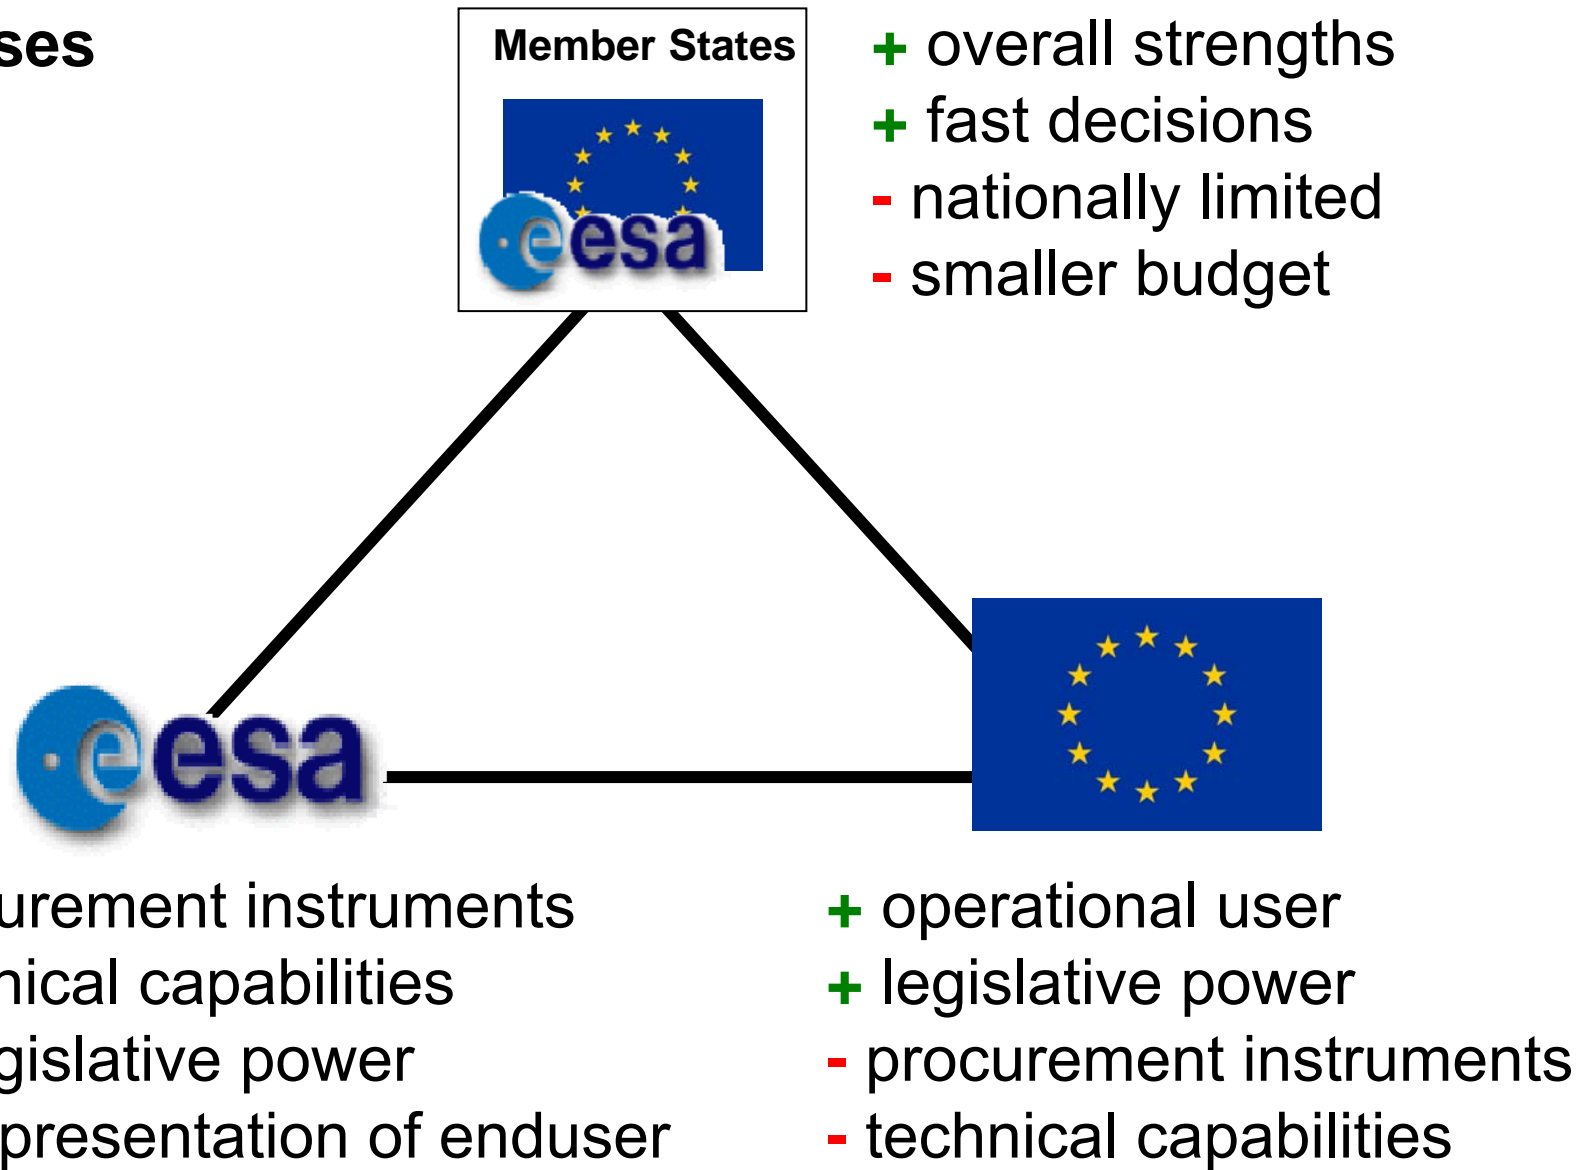 ses
Member States
esa
+ overall strengths
+ fast decisions
- nationally limited
- smaller budget
esa
urement instruments
nical capabilities
gislative power
presentation of enduser
+ operational user
+ legislative power
- procurement instruments
- technical capabilities